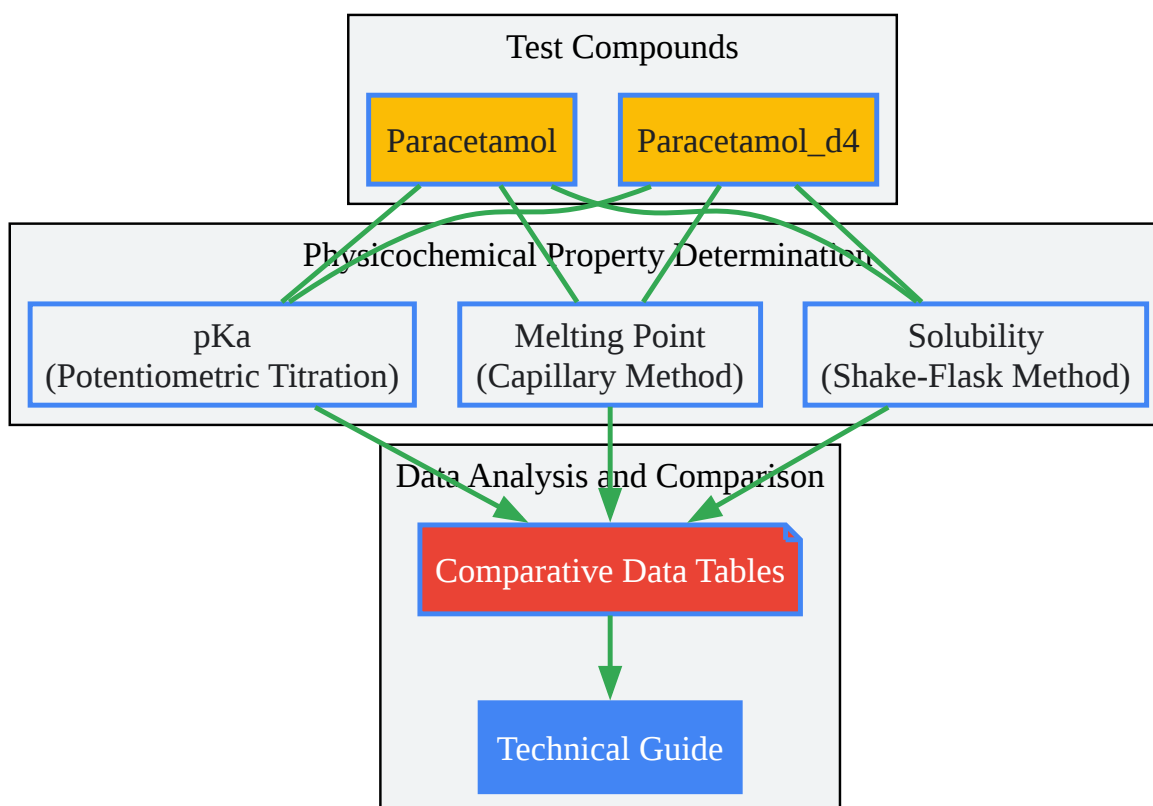 Test Compounds
Paracetamol
Paracetamol_d4
Physicochemical Property Determination
pKa
(Potentiometric Titration)
Melting Point
(Capillary Method)
Solubility
(Shake-Flask Method)
Data Analysis and Comparison
Comparative Data Tables
Technical Guide